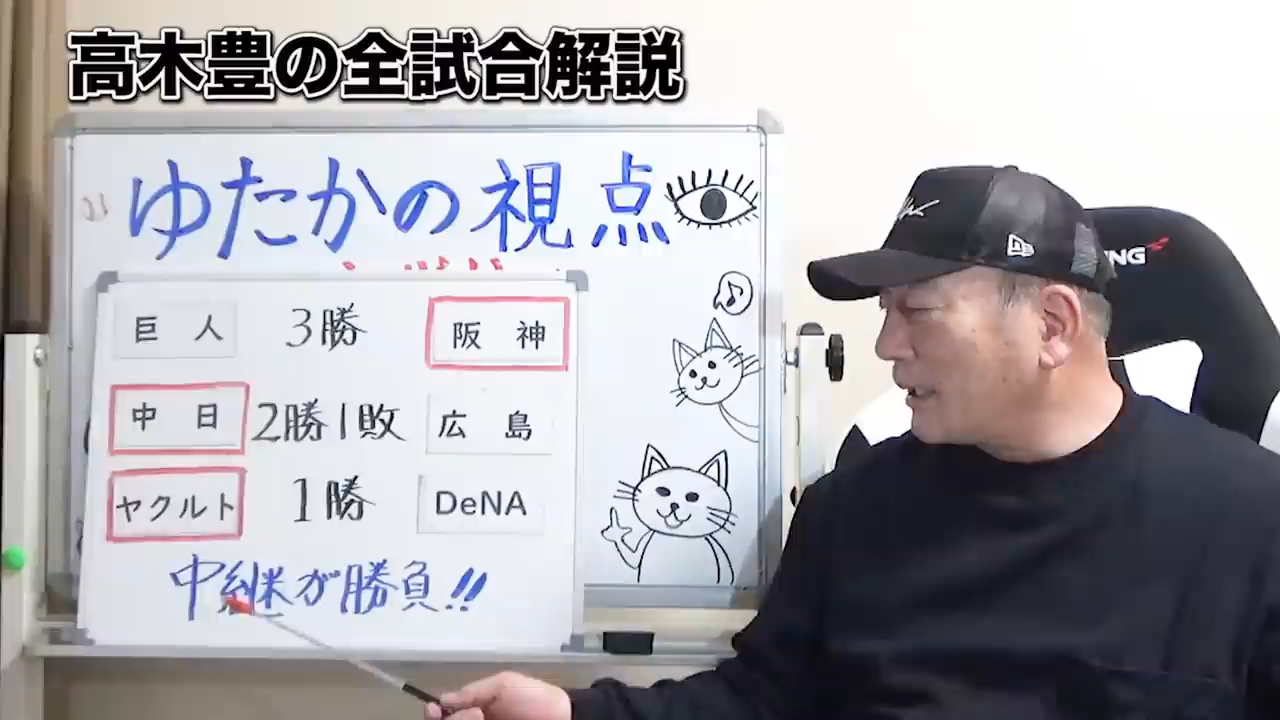 高木豊の全試合解説
ゆたかの視点
巨人 3勝 阪神
中日 2勝1敗 広島
ヤクルト 1勝 DeNA
中継が勝負!!
NG